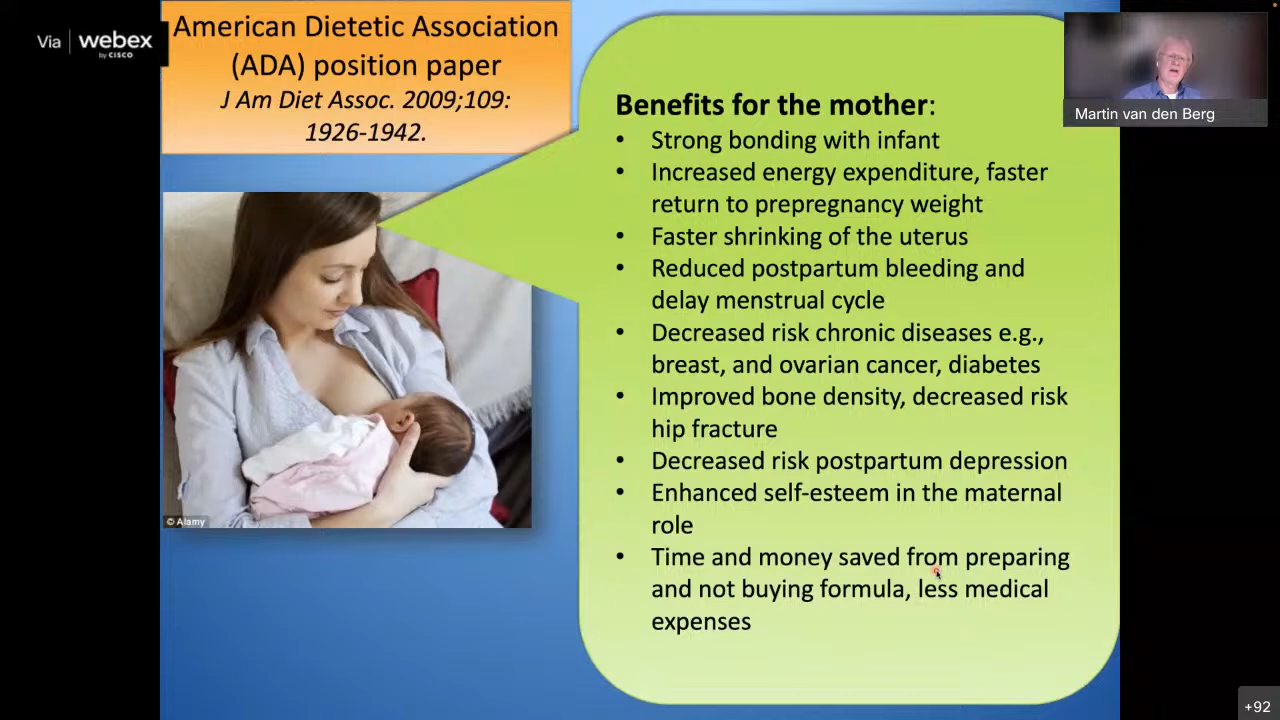 Via webex
by CISCO
American Dietetic Association
(ADA) position paper
J Am Diet Assoc. 2009;109:
1926-1942.
© Alamy
Benefits for the mother:
• Strong bonding with infant
• Increased energy expenditure, faster
return to prepregnancy weight
• Faster shrinking of the uterus
• Reduced postpartum bleeding and
delay menstrual cycle
• Decreased risk chronic diseases e.g.,
breast, and ovarian cancer, diabetes
• Improved bone density, decreased risk
hip fracture
• Decreased risk postpartum depression
• Enhanced self-esteem in the maternal
role
• Time and money saved from preparing
and not buying formula, less medical
expenses
Martin van den Berg
+92